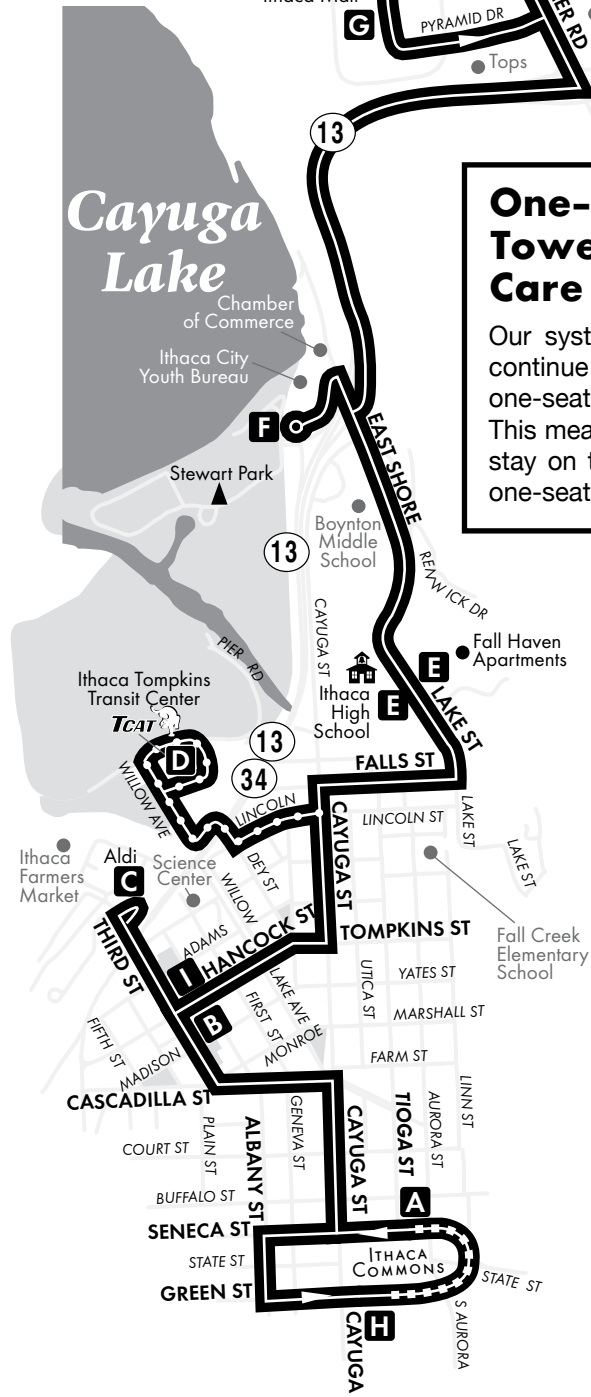 G
PYRAMID DR
Tops
13
Cayuga
Lake
One-
Care
Our syst
continue
one-seat
This mea
stay on t
one-seat
Chamber
of Commerce
Ithaca City
Youth Bureau
F
EAST SHORE
Stewart Park
Boynton
Middle
School
13
RENWICK DR
CAYUGA ST
PIER RD
E
Fall Haven
Apartments
Ithaca
High
School
E
LAKE ST
Ithaca Tompkins
Transit Center
TCAT
D
13
34
FALLS ST
WILLOW AVE
LINCOLN
CAYUGA ST
LINCOLN ST
LAKE ST
LAKE ST
Ithaca
Farmers
Market
Aldi
C
Science
Center
DEY ST
WILLOW
ADAMS
HANCOCK ST
TOMPKINS ST
Fall Creek
Elementary
School
THIRD ST
I
B
LAKE AVE
UTICA ST
YATES ST
FIRST ST
MARSHALL ST
MONROE
FIFTH ST
MADISON
FARM ST
CASCADILLA ST
LINN ST
PLAIN ST
ALBANY ST
GENEVA ST
CAYUGA ST
TIOGA ST
AURORA ST
COURT ST
BUFFALO ST
A
SENECA ST
STATE ST
ITHACA
COMMONS
STATE ST
GREEN ST
H
CAYUGA
S AURORA